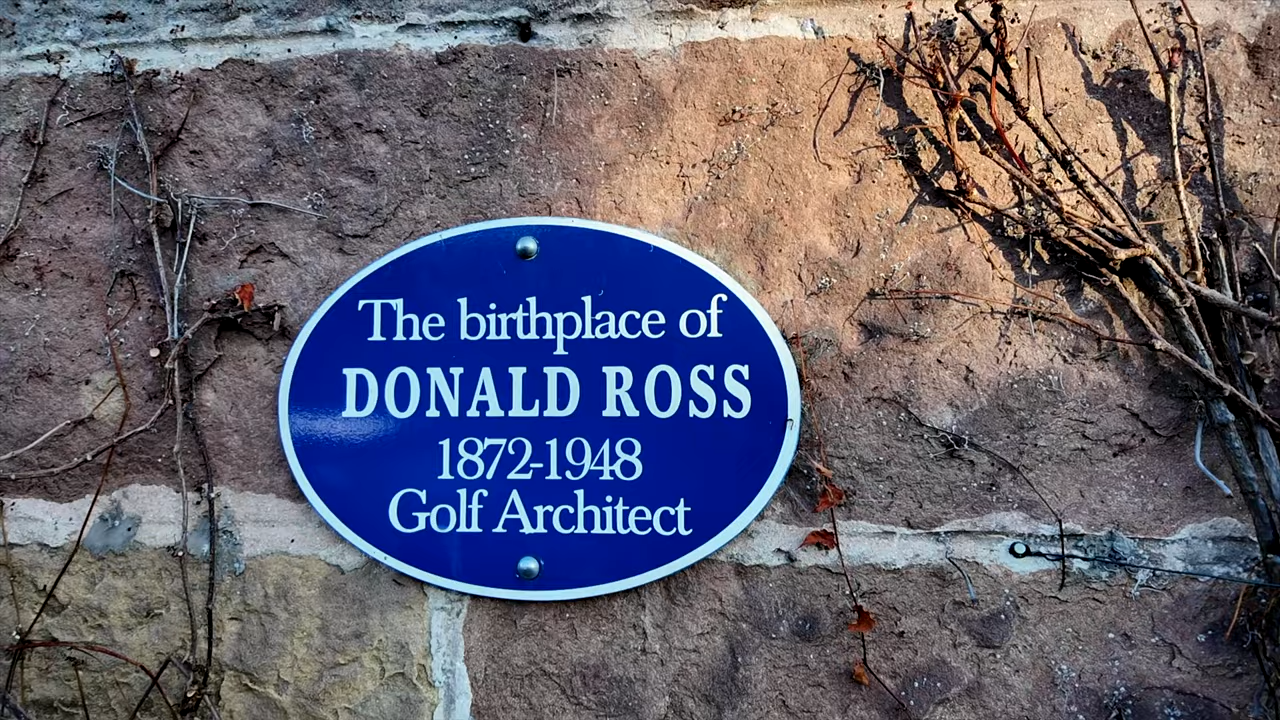 The birthplace of
DONALD ROSS
1872-1948
Golf Architect